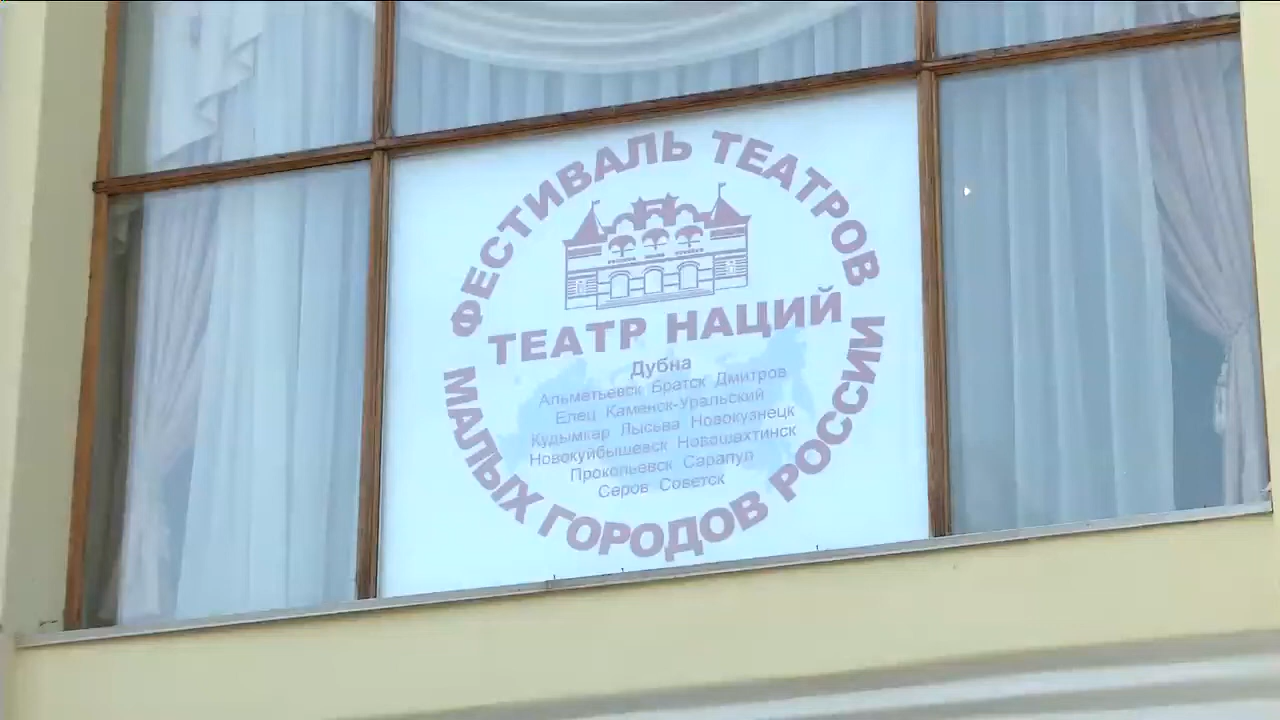 ФЕСТИВАЛЬ ТЕАТРОВ
ТЕАТР НАЦИЙ
Дубна
Альметьевск Братск Дмитров
Елец Каменск-Уральский
Кудымкар Лысьва Новокузнецк
Новокуйбышевск Новошахтинск
Прокопьевск Сарапул
Серов Советск
МАЛЫХ ГОРОДОВ РОССИИ